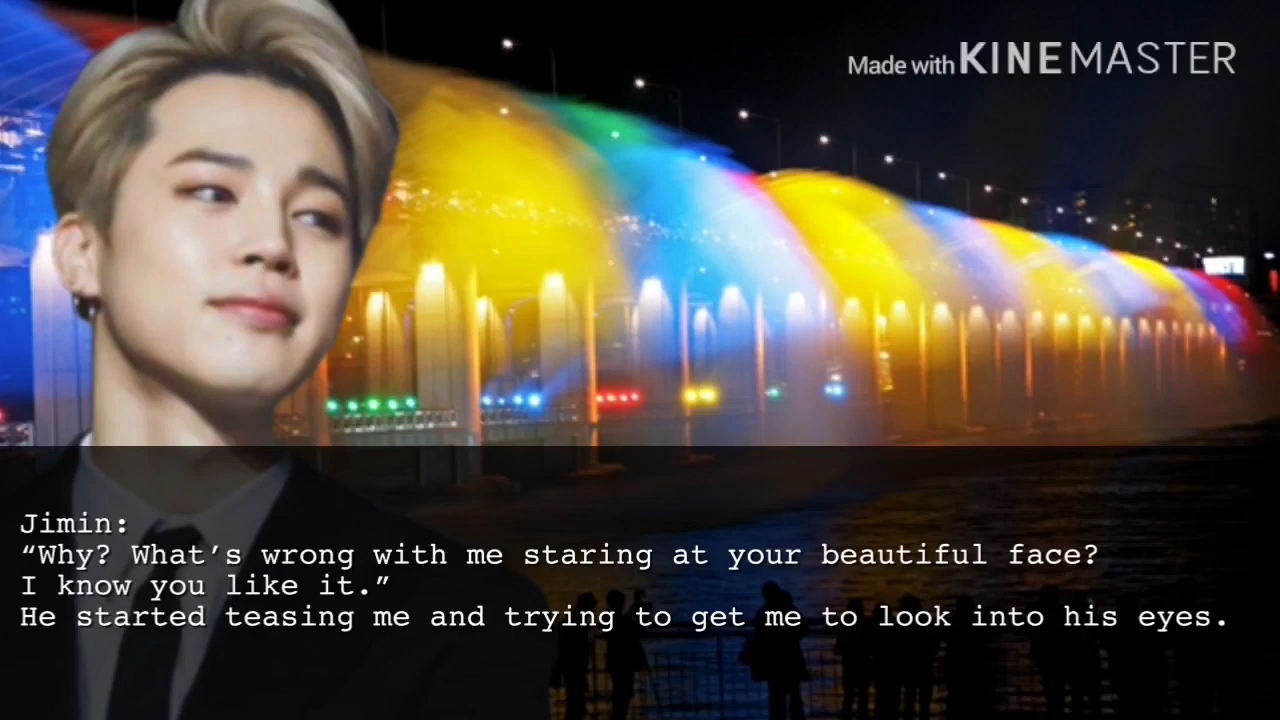 Made with KINEMASTER
Jimin:
“Why? What’s wrong with me staring at your beautiful face?
I know you like it.”
He started teasing me and trying to get me to look into his eyes.